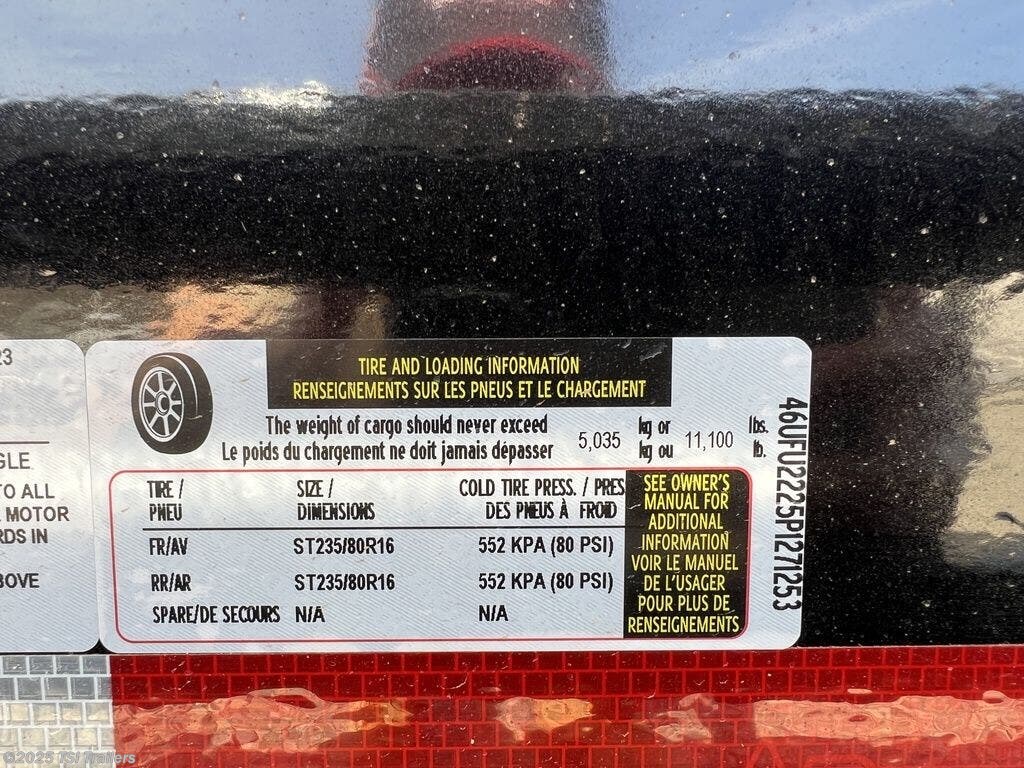 23
GLE
TO ALL
MOTOR
RDS IN
BOVE
TIRE AND LOADING INFORMATION
RENSEIGNEMENTS SUR LES PNEUS ET LE CHARGEMENT
The weight of cargo should never exceed
Le poids du chargement ne doit jamais dépasser
5,035
kg or
kg ou
11,100
lbs.
lb.
TIRE / SIZE / COLD TIRE PRESS. / PRES
PNEU DIMENSIONS DES PNEUS À FROID
FR/AV ST235/80R16 552 KPA (80 PSI)
RR/AR ST235/80R16 552 KPA (80 PSI)
SPARE/DE SECOURS N/A N/A
SEE OWNER'S
MANUAL FOR
ADDITIONAL
INFORMATION
VOIR LE MANUEL
DE L'USAGER
POUR PLUS DE
RENSEIGNEMENTS
46UFU2225P1271253
©2025 TSI Trailers